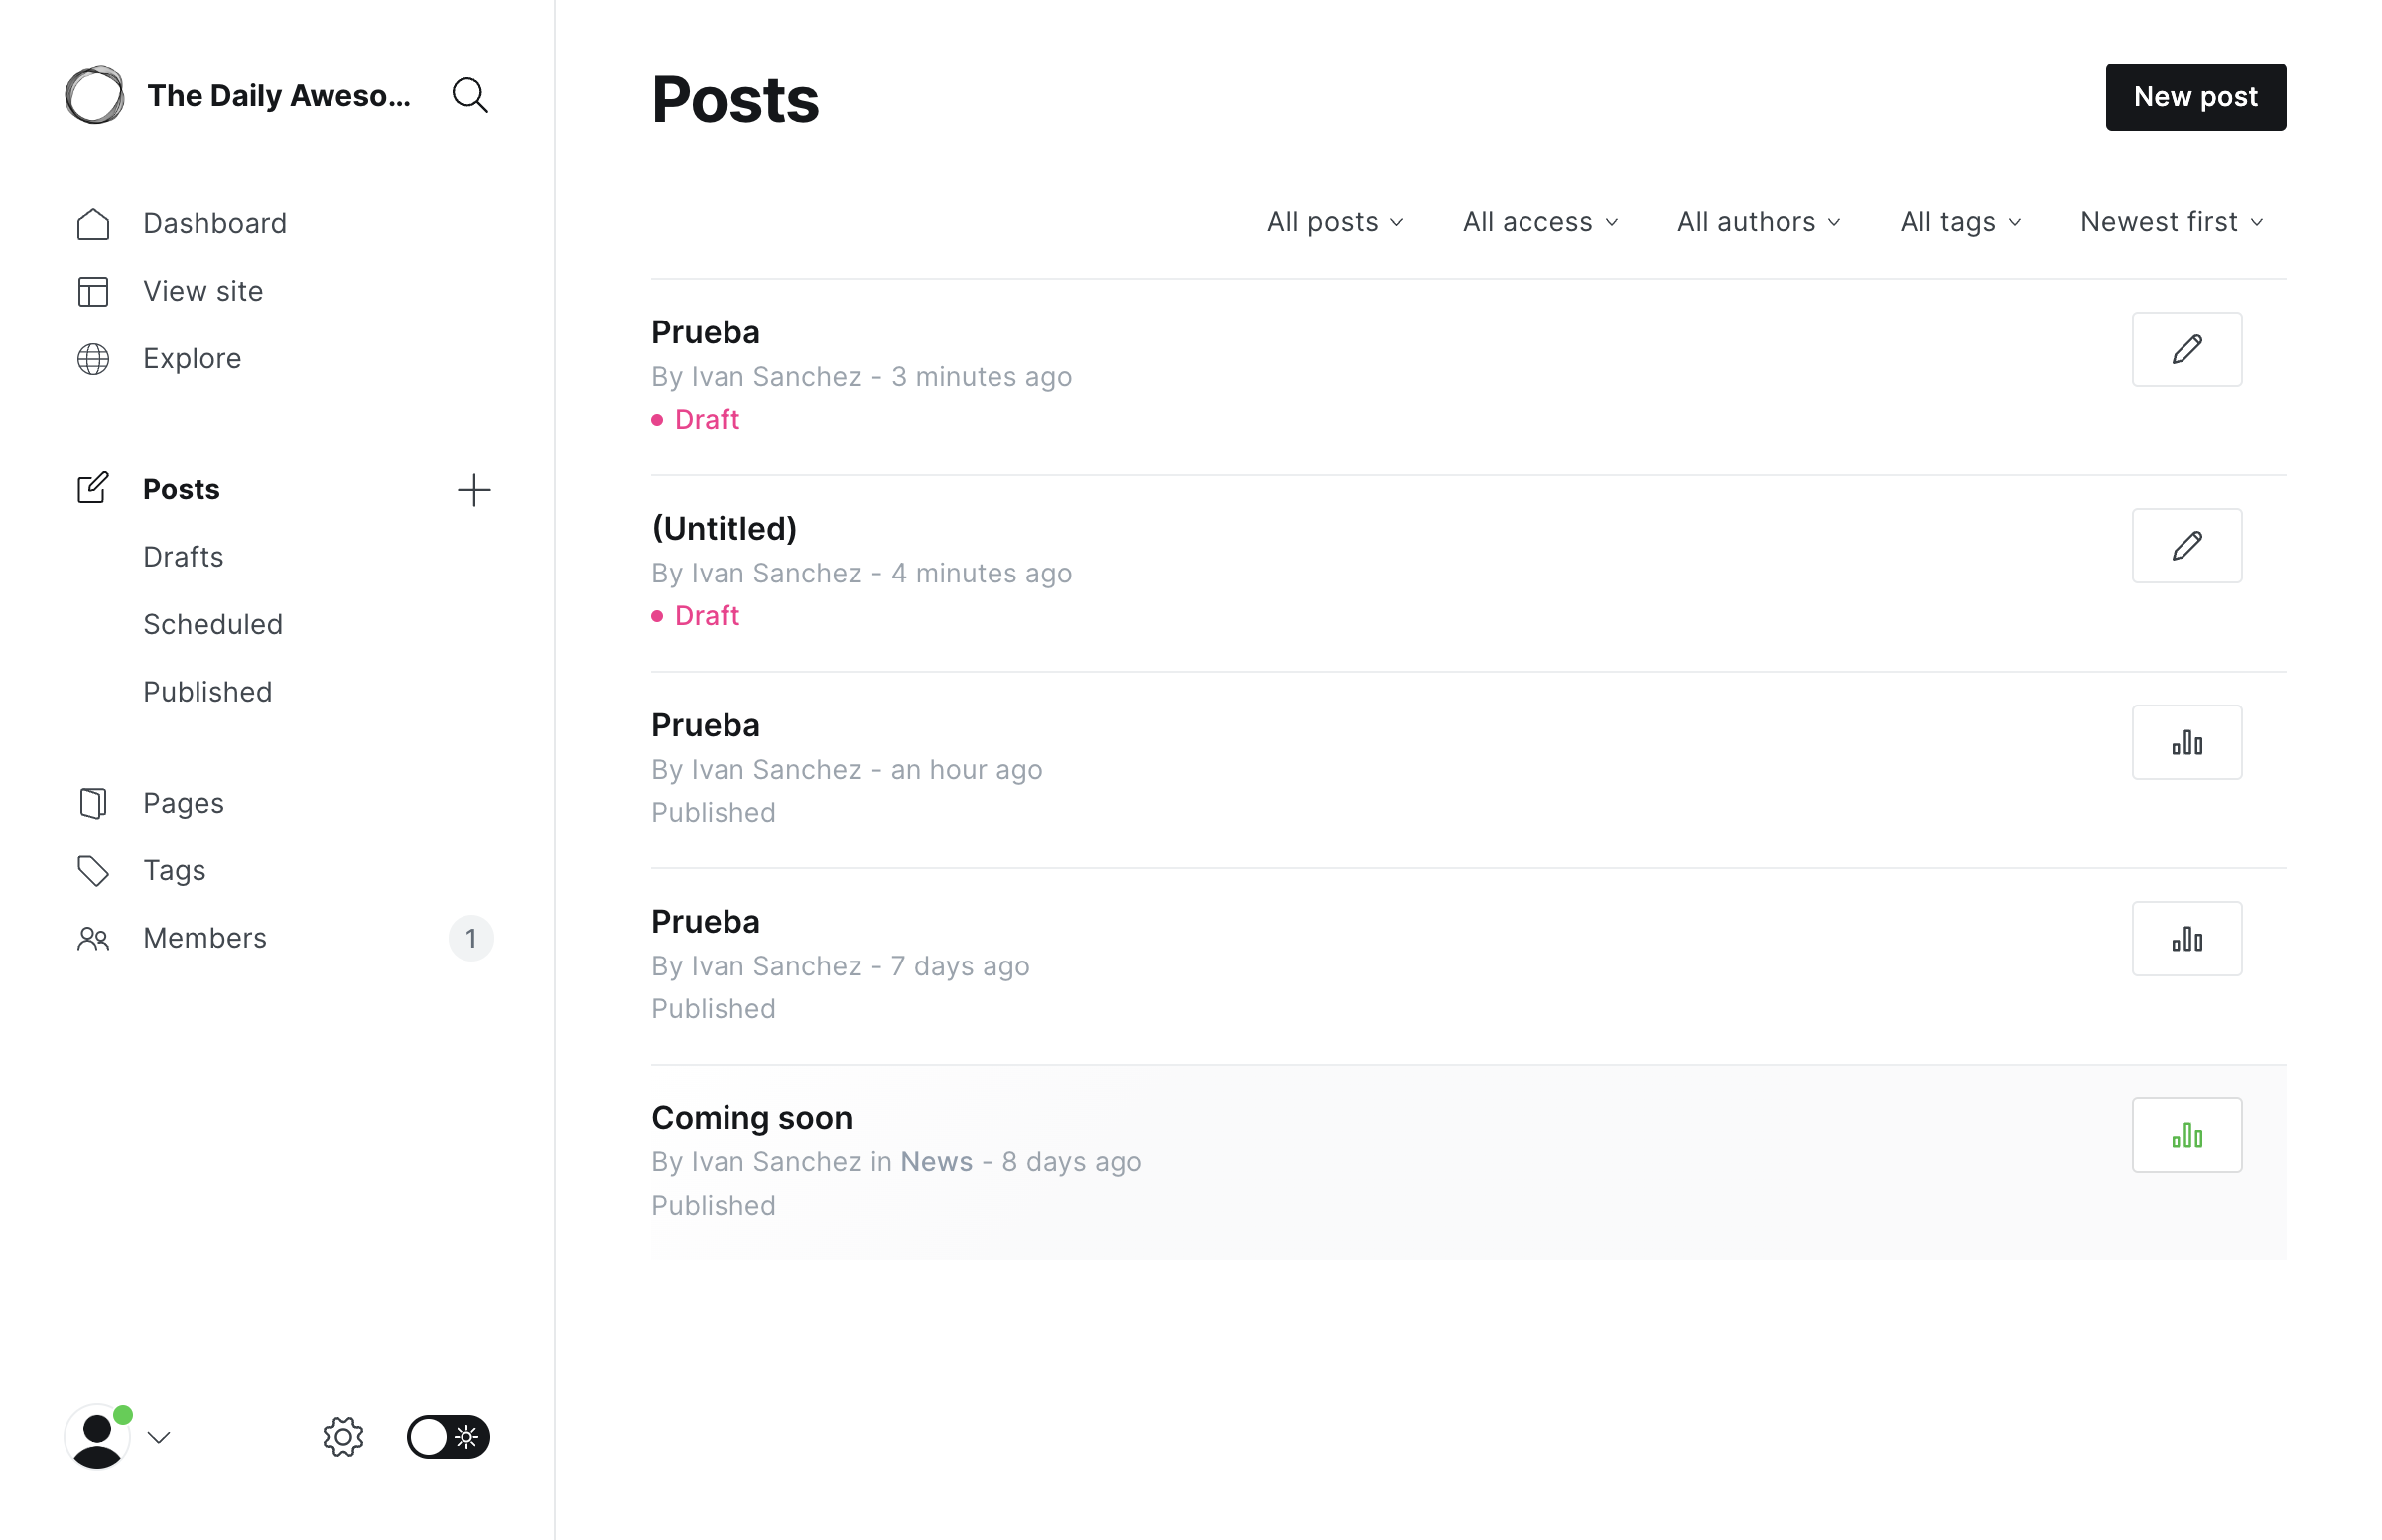 The Daily Aweso...
Dashboard
View site
Explore
Posts
Drafts
Scheduled
Published
Pages
Tags
Members
1
Posts
New post
All posts
All access
All authors
All tags
Newest first
Prueba
By Ivan Sanchez - 3 minutes ago
Draft
(Untitled)
By Ivan Sanchez - 4 minutes ago
Draft
Prueba
By Ivan Sanchez - an hour ago
Published
Prueba
By Ivan Sanchez - 7 days ago
Published
Coming soon
By Ivan Sanchez in News - 8 days ago
Published